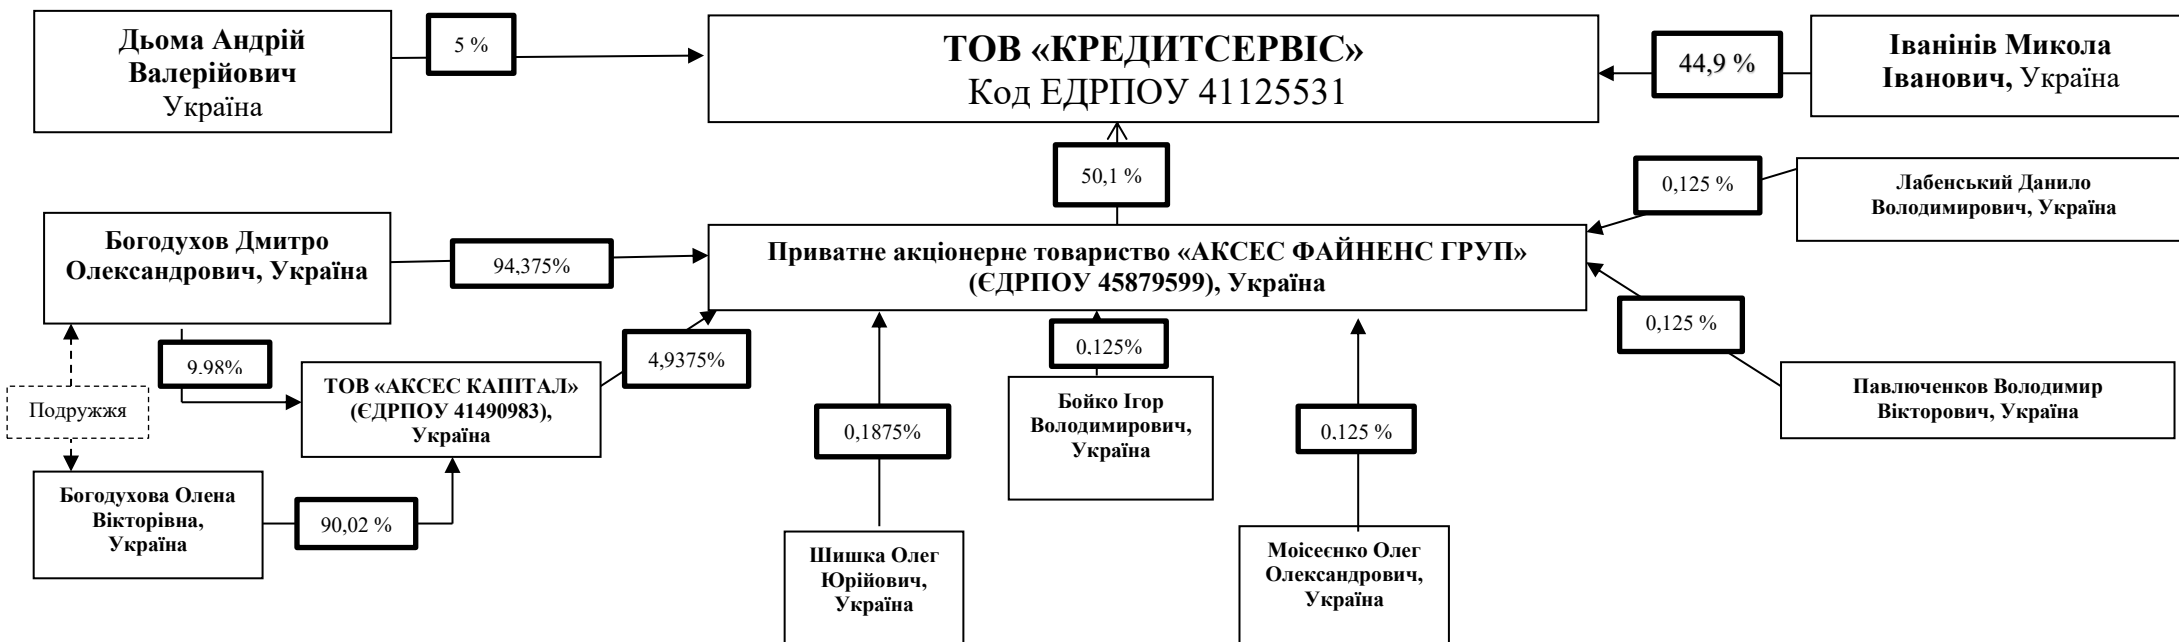 Дьома Андрій
Валерійович
Україна
5 %
ТОВ «КРЕДИТСЕРВІС»
Код ЕДРПОУ 41125531
44,9 %
Іванінів Микола
Іванович, Україна
50,1 %
0,125 %
Лабенський Данило
Володимирович, Україна
Богодухов Дмитро
Олександрович, Україна
94,375%
Приватне акціонерне товариство «АКСЕС ФАЙНЕНС ГРУП»
(ЄДРПОУ 45879599), Україна
0,125 %
Павлюченков Володимир
Вікторович, Україна
9,98%
4,9375%
ТОВ «АКСЕС КАПІТАЛ»
(ЄДРПОУ 41490983),
Україна
Подружжя
Богодухова Олена
Вікторівна,
Україна
90,02 %
0,1875%
Шишка Олег
Юрійович,
Україна
0,125%
Бойко Ігор
Володимирович,
Україна
0,125 %
Моісеєнко Олег
Олександрович,
Україна